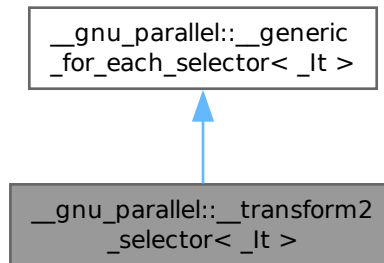 __gnu_parallel::__generic
_for_each_selector< _It >
__gnu_parallel::__transform2
_selector< _It >